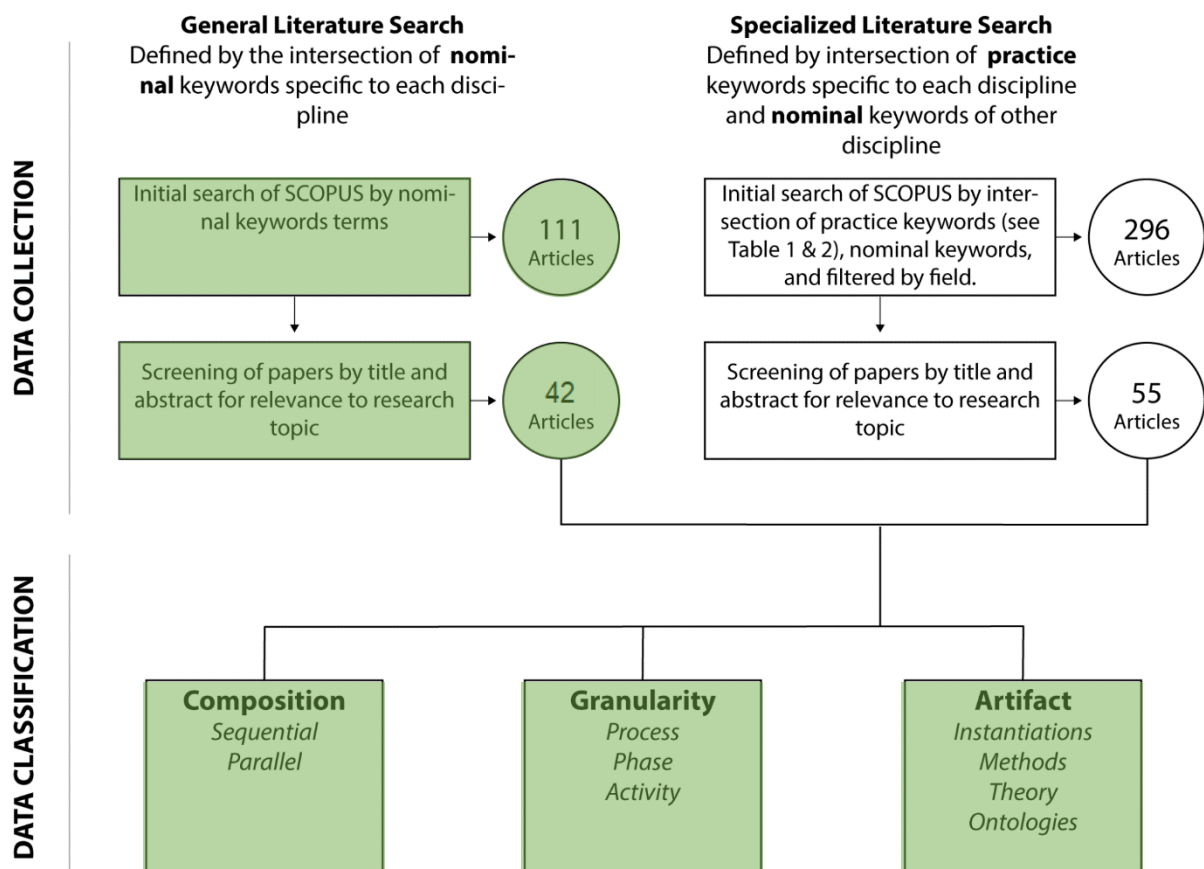 DATA COLLECTION
General Literature Search
Defined by the intersection of nomi-
nal keywords specific to each disci-
pline
Initial search of SCOPUS by nomi-
nal keywords terms
111
Articles
Screening of papers by title and
abstract for relevance to research
topic
42
Articles
Specialized Literature Search
Defined by intersection of practice
keywords specific to each discipline
and nominal keywords of other
discipline
Initial search of SCOPUS by inter-
section of practice keywords (see
Table 1 & 2), nominal keywords,
and filtered by field.
296
Articles
Screening of papers by title and
abstract for relevance to research
topic
55
Articles
DATA CLASSIFICATION
Composition
Sequential
Parallel
Granularity
Process
Phase
Activity
Artifact
Instantiations
Methods
Theory
Ontologies